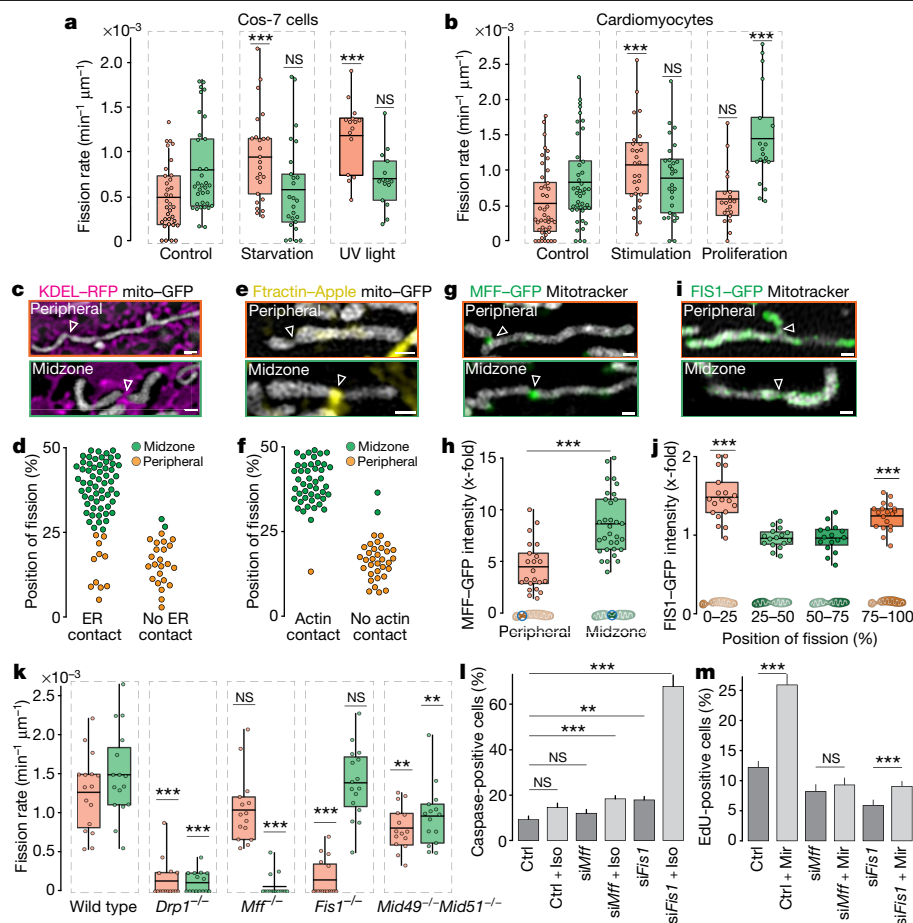 a
Cos-7 cells
×10⁻³
Fission rate (min⁻¹ μm⁻¹)
2.0
1.5
1.0
0.5
0
***
NS
***
NS
Control
Starvation
UV light
b
Cardiomyocytes
×10⁻³
Fission rate (min⁻¹ μm⁻¹)
2.5
2.0
1.5
1.0
0.5
0
***
NS
NS
***
Control
Stimulation
Proliferation
c
KDEL–RFP mito–GFP
Peripheral
Midzone
e
Ftractin–Apple mito–GFP
Peripheral
Midzone
g
MFF–GFP Mitotracker
Peripheral
Midzone
i
FIS1–GFP Mitotracker
Peripheral
Midzone
d
Position of fission (%)
50
25
0
Midzone
Peripheral
ER contact
No ER contact
f
Position of fission (%)
50
25
0
Midzone
Peripheral
Actin contact
No actin contact
h
MFF–GFP intensity (x-fold)
15
10
5
0
***
Peripheral
Midzone
j
FIS1–GFP intensity (x-fold)
2
1
0
***
***
0–25
25–50
50–75
75–100
Position of fission (%)
k
×10⁻³
Fission rate (min⁻¹ μm⁻¹)
2.5
2.0
1.5
1.0
0.5
0
***
***
NS
***
***
NS
**
**
Wild type
Drp1⁻/⁻
Mff⁻/⁻
Fis1⁻/⁻
Mid49⁻/⁻Mid51⁻/⁻
l
Caspase-positive cells (%)
60
40
20
0
***
**
***
NS
NS
Ctrl
Ctrl + Iso
siMff
siMff + Iso
siFis1
siFis1 + Iso
m
EdU-positive cells (%)
25
20
15
10
5
0
***
NS
***
Ctrl
Ctrl + Mir
siMff
siMff + Mir
siFis1
siFis1 + Mir